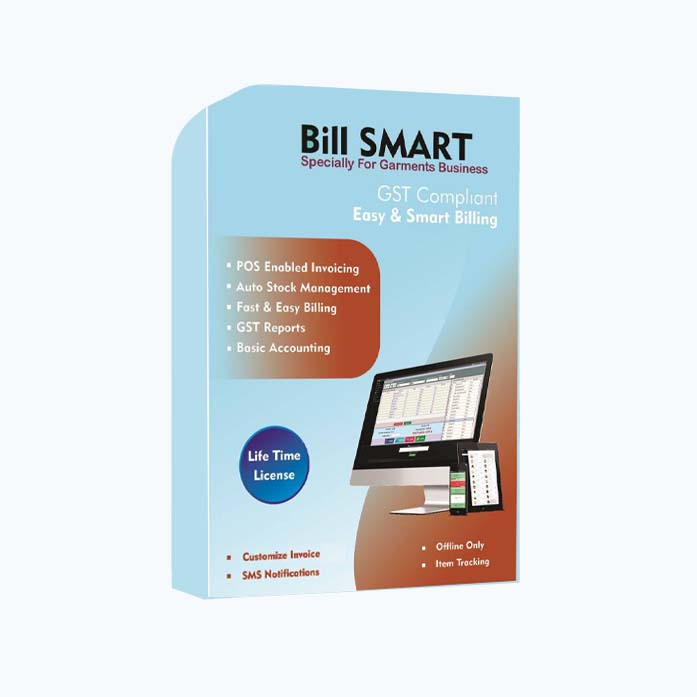 Bill SMART
Specially For Garments Business
GST Compliant
Easy & Smart Billing
POS Enabled Invoicing
Auto Stock Management
Fast & Easy Billing
GST Reports
Basic Accounting
Life Time
License
Customize Invoice
SMS Notifications
Offline Only
Item Tracking